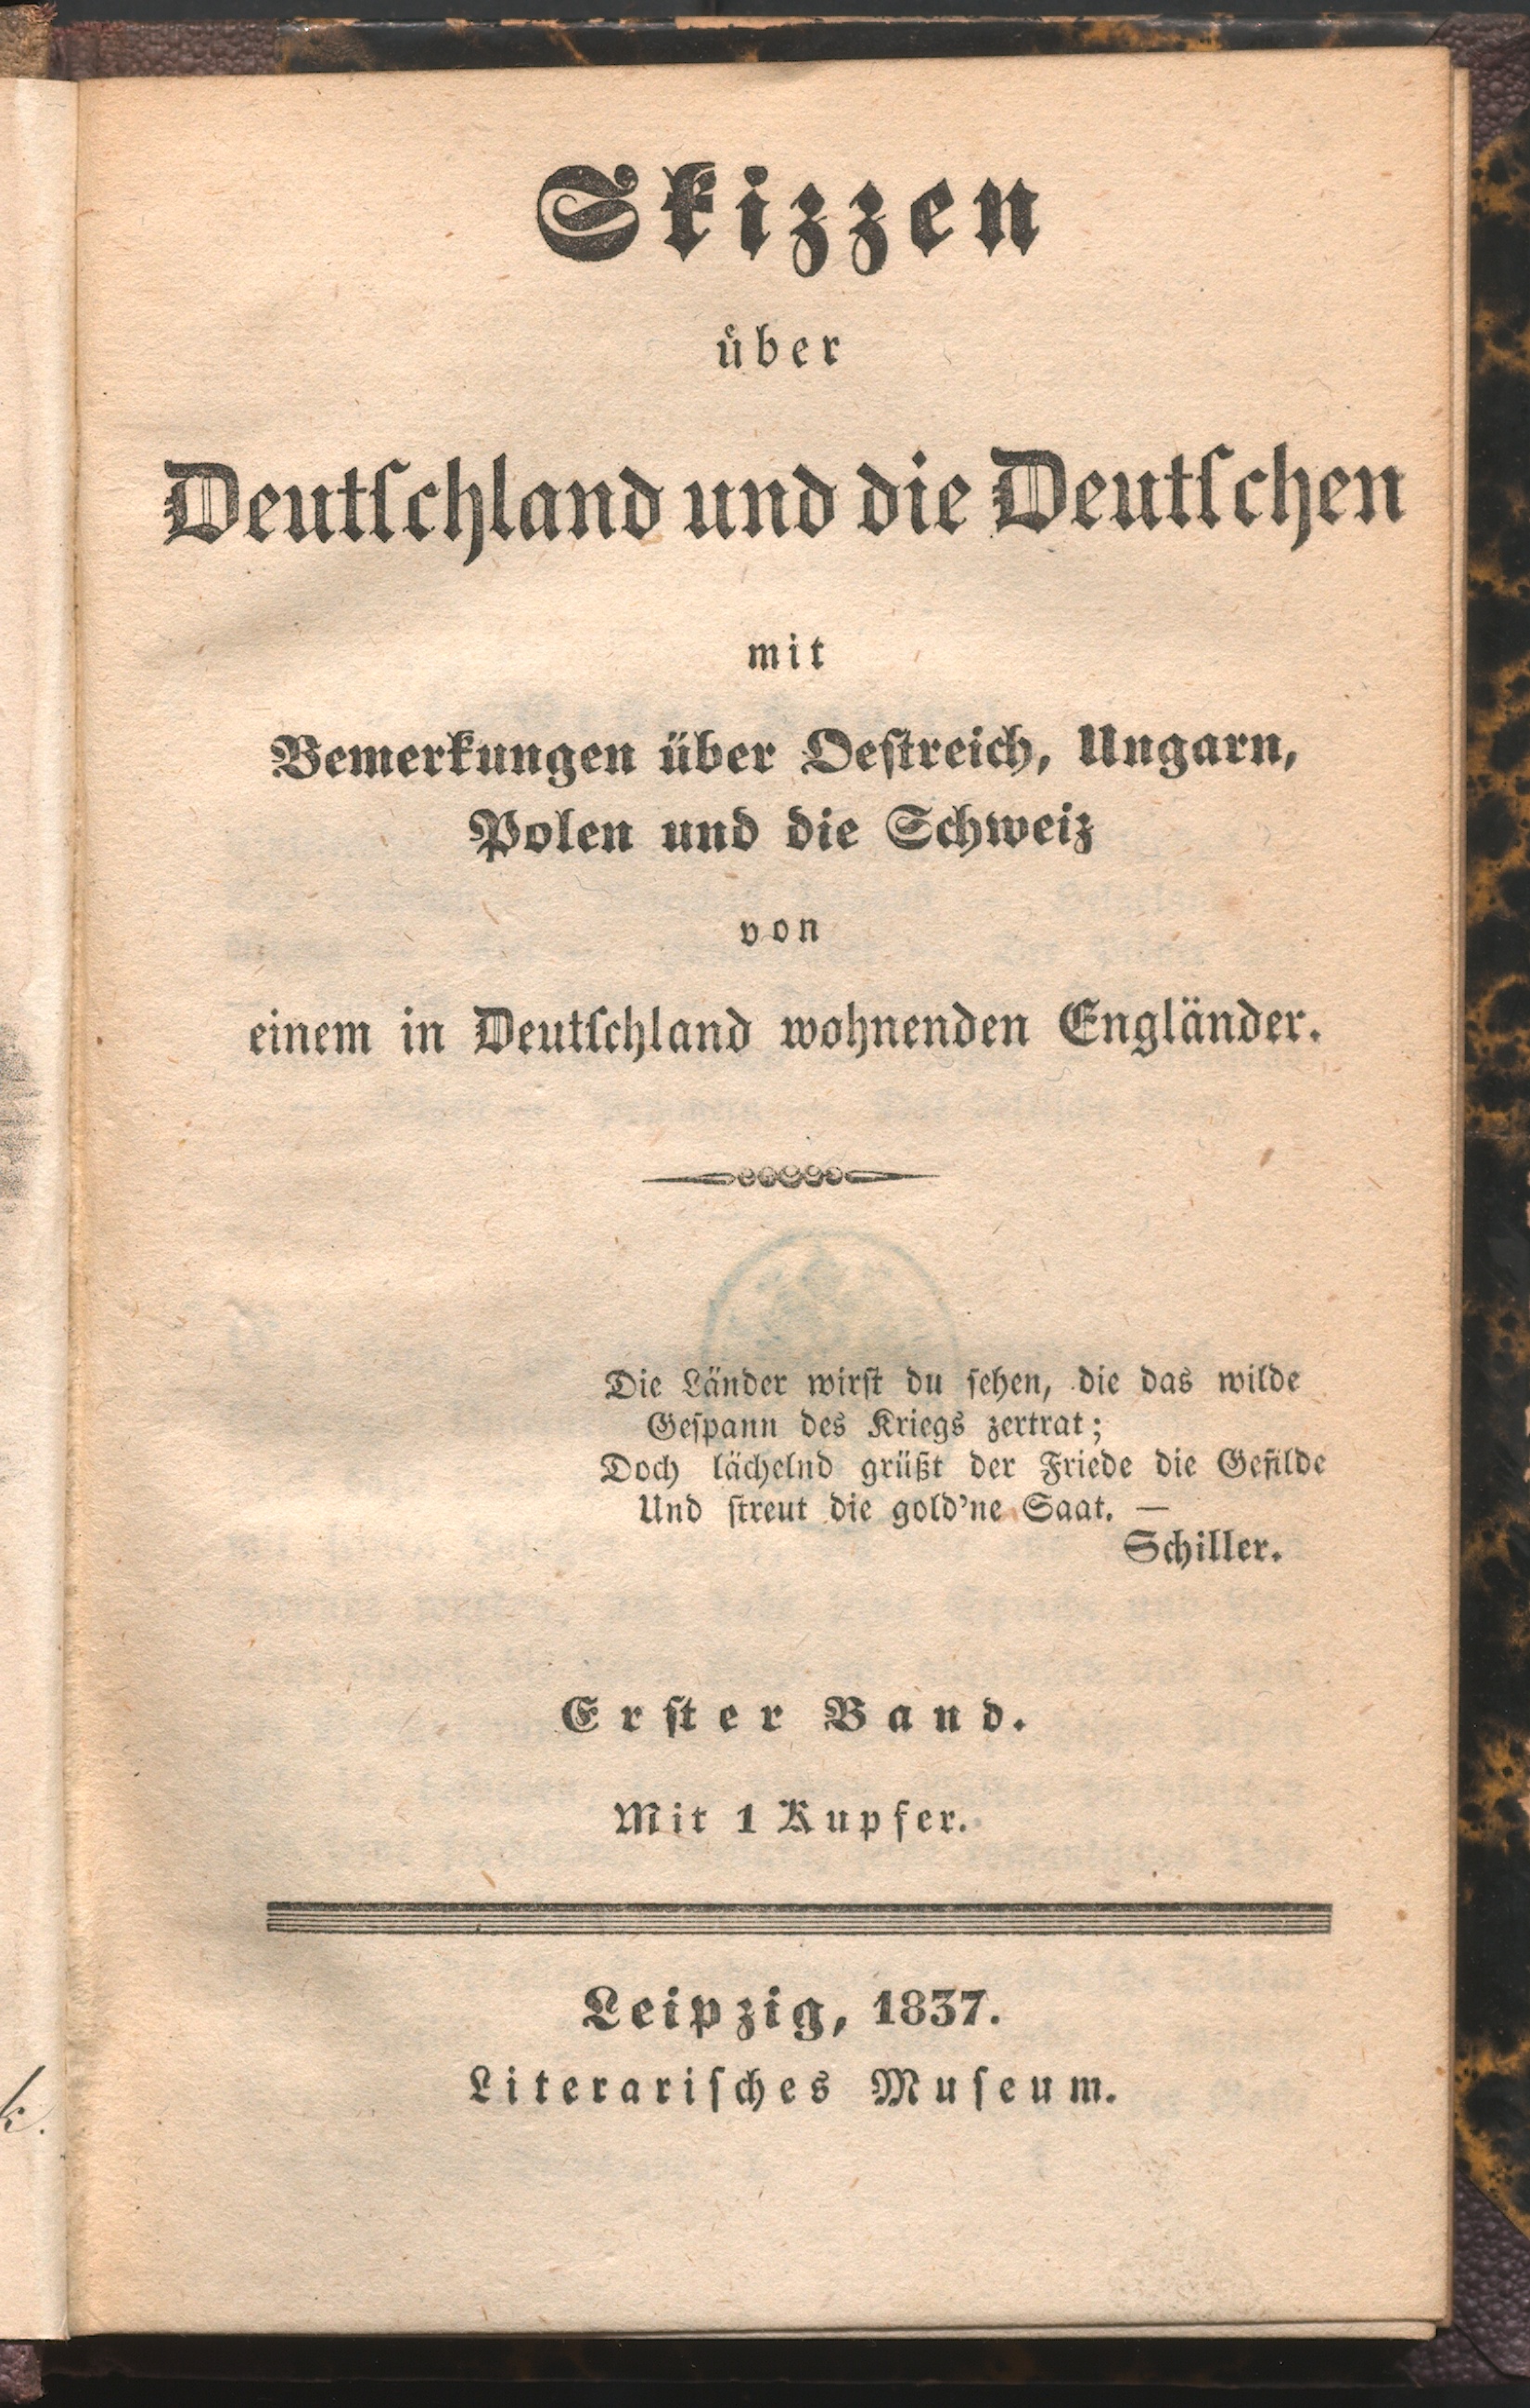 Skizzen
über
Deutſchland und die Deutſchen
mit
Bemerkungen über Oeſtreich, Ungarn,
Polen und die Schweiz
von
einem in Deutſchland wohnenden Engländer.
Die Länder wirſt du ſehen, die das wilde
Geſpann des Kriegs zertrat;
Doch lächelnd grüßt der Friede die Gefilde
Und ſtreut die gold’ne Saat. —
Schiller.
Erſter Band.
Mit 1 Kupfer.
Leipzig, 1837.
Literariſches Muſeum.
k.